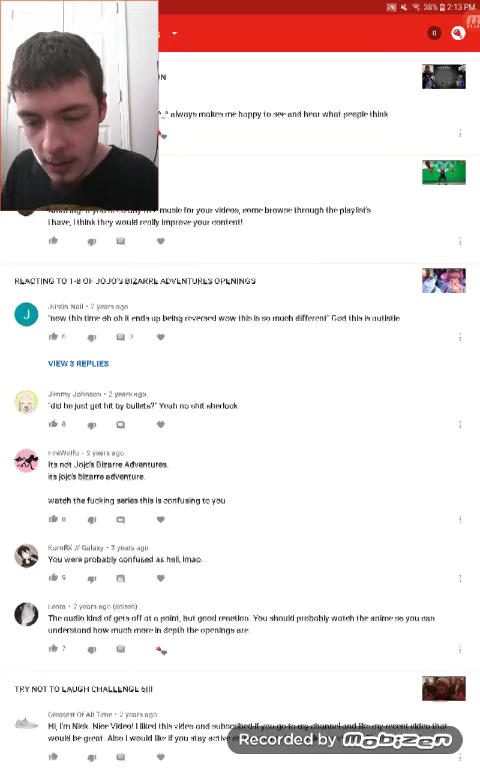 38% 2:13 PM
0
ON
^_^ always makes me happy to see and hear what people think
music for your videos, come browse through the playlist's
I have, I think they would really improve your content!
REACTING TO 1-8 OF JOJO'S BIZARRE ADVENTURES OPENINGS
J
Justin Nail • 2 years ago
"now this time oh oh it ends up being reversed wow this is so much different" God this is autistic
6
3
VIEW 3 REPLIES
Jimmy Johnson • 2 years ago
"did he just get hit by bullets?" Yeah no shit sherlock
8
• 2 years ago
Its not Jojo's Bizarre Adventures.
its jojo's bizarre adventure.
watch the fucking series this is confusing to you
8
KuroRX // Galaxy • 2 years ago
You were probably confused as hell, lmao.
9
• 2 years ago (edited)
The audio kind of gets off at a point, but good reaction. You should probably watch the anime so you can
understand how much more in depth the openings are.
7
TRY NOT TO LAUGH CHALLENGE 6!!!
Greatest Of All Time • 2 years ago
Hi, I'm Nick. Nice Video! I liked this video and subscribed if you go to my channel and like my recent video that
would be great. Also I would like if you stay active
Recorded by MOBIZEN